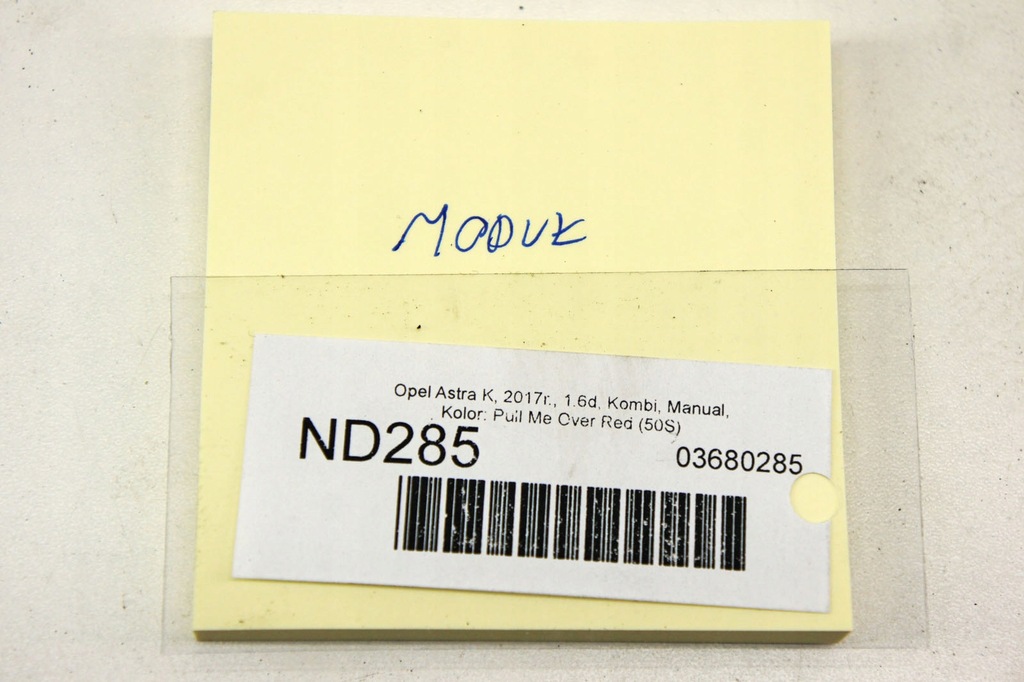 MODUŁ
Opel Astra K, 2017r., 1.6d, Kombi, Manual,
Kolor: Pull Me Over Red (50S)
ND285
03680285